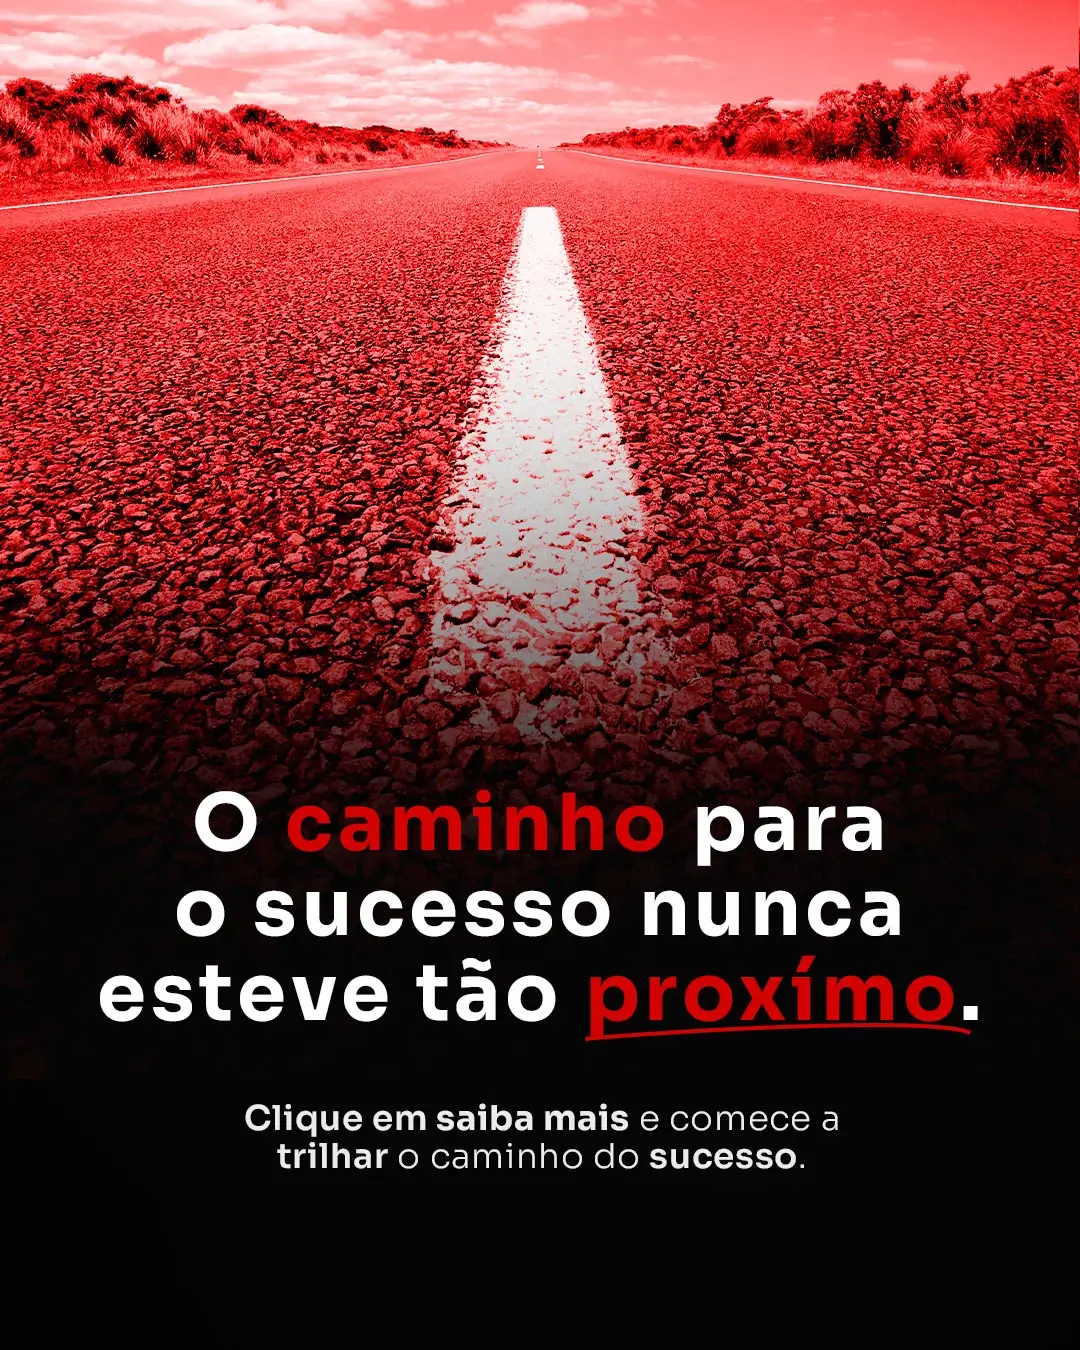 O caminho para
o sucesso nunca
esteve tão proxímo.
Clique em saiba mais e comece a
trilhar o caminho do sucesso.